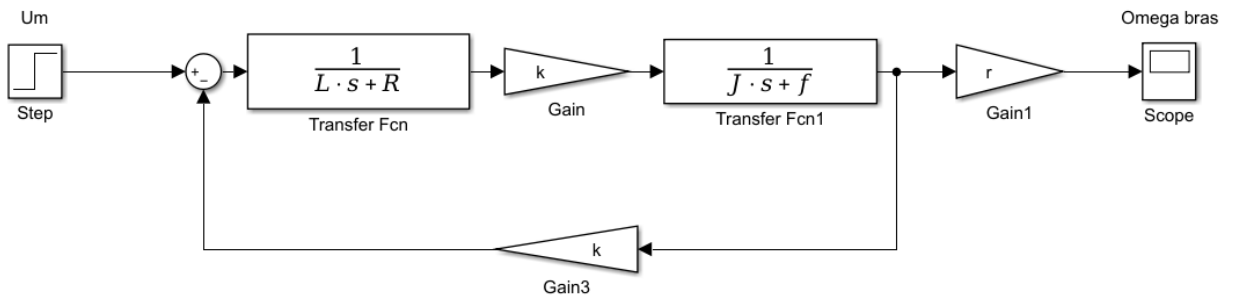 Um
Omega bras
+
−
1
L · s + R
k
1
J · s + f
r
Step
Transfer Fcn
Gain
Transfer Fcn1
Gain1
Scope
k
Gain3